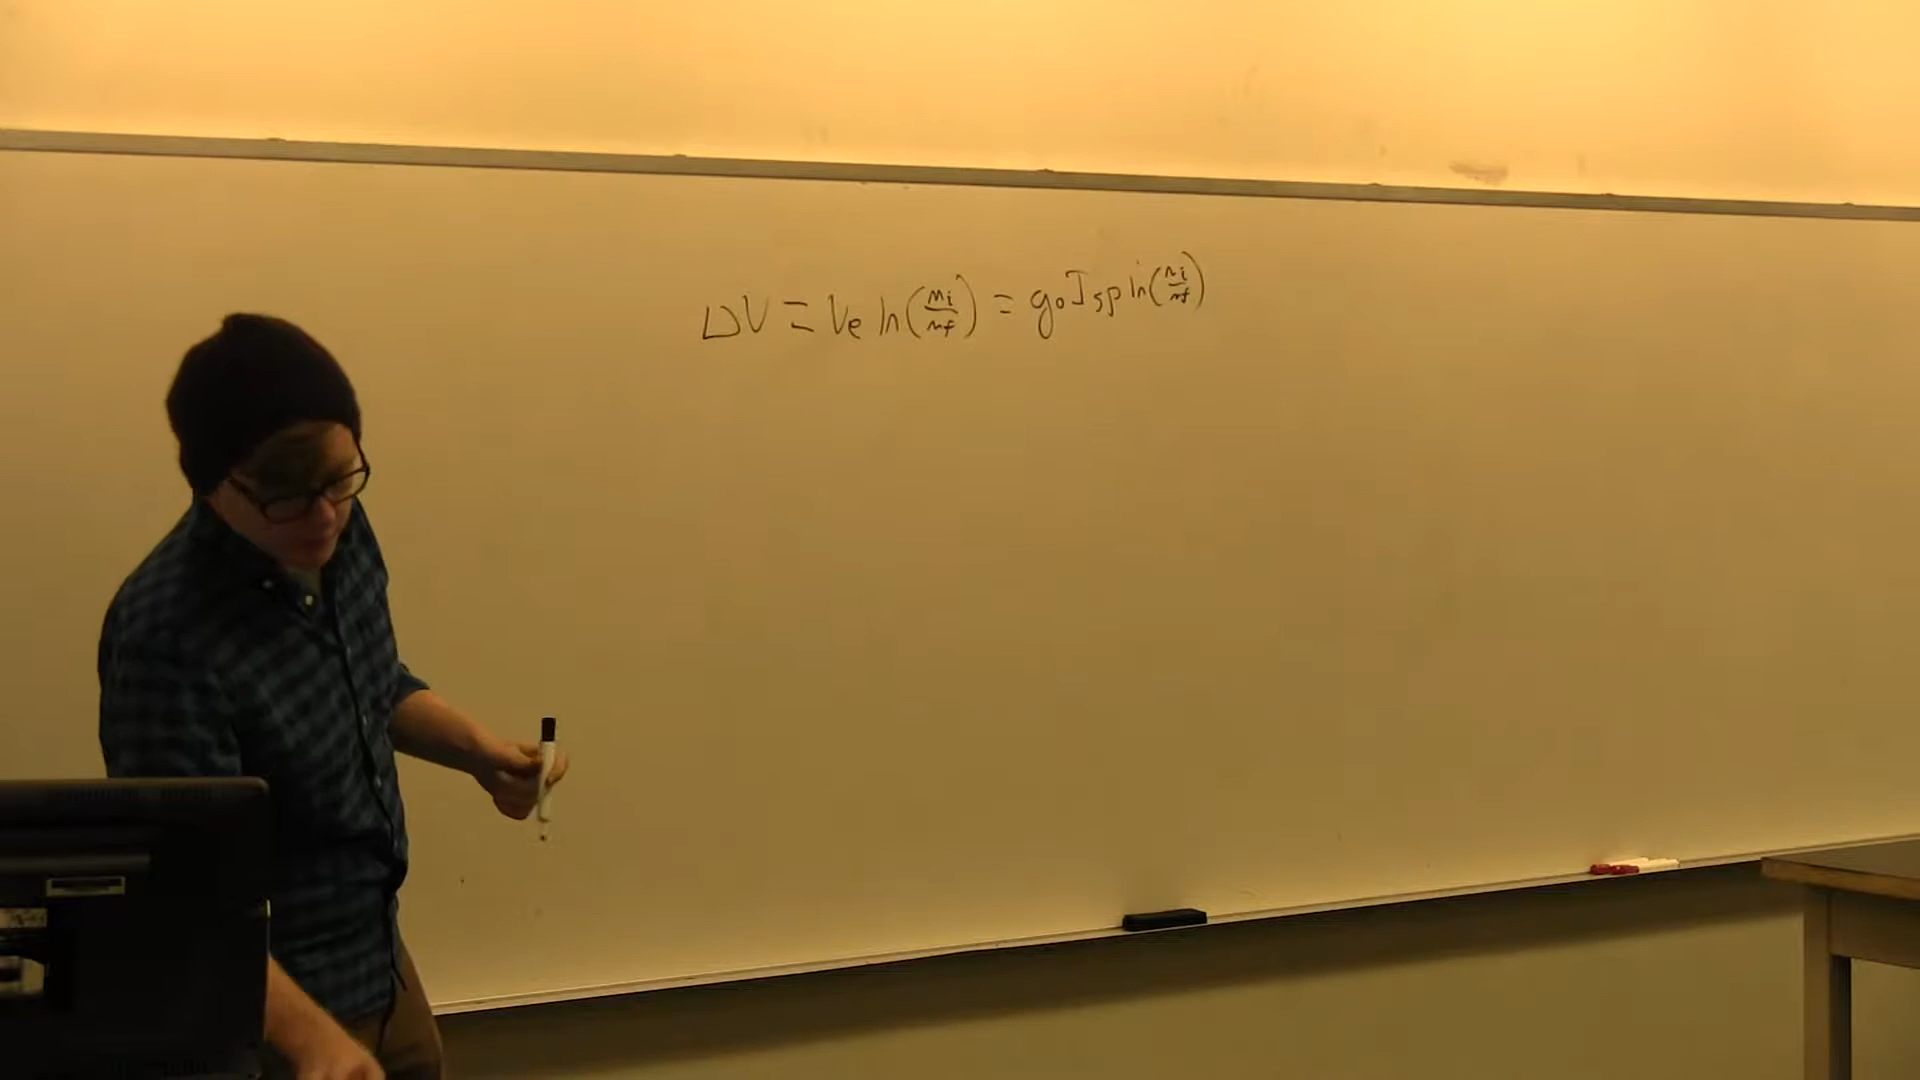 ΔV = Ve ln(mi/mf) = g0 Isp ln(mi/mf)